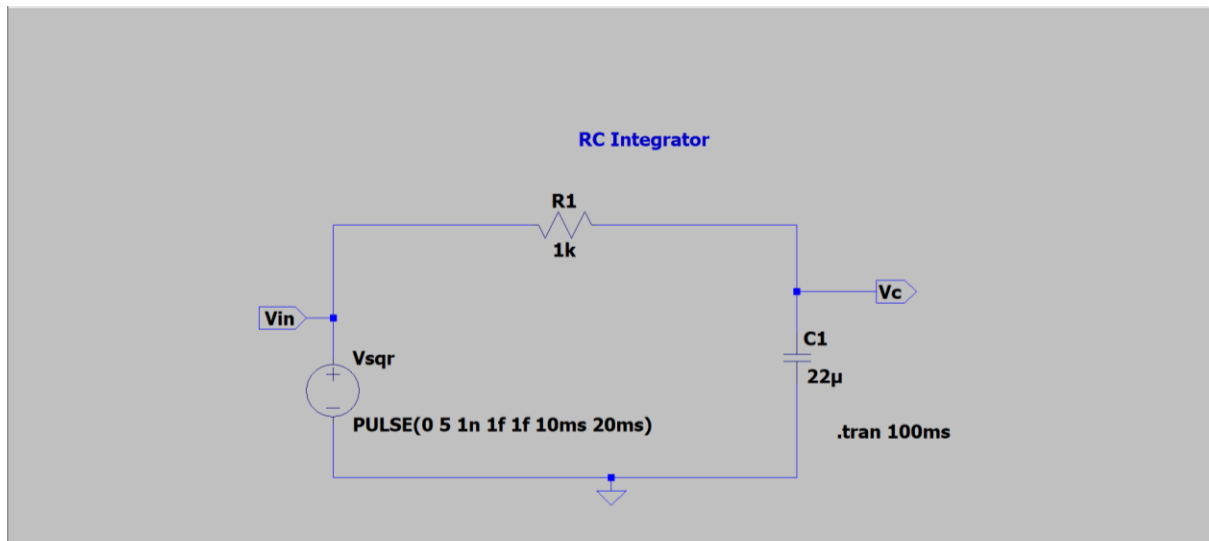 RC Integrator
R1
1k
Vin
Vc
Vsqr
C1
22µ
PULSE(0 5 1n 1f 1f 10ms 20ms)
.tran 100ms